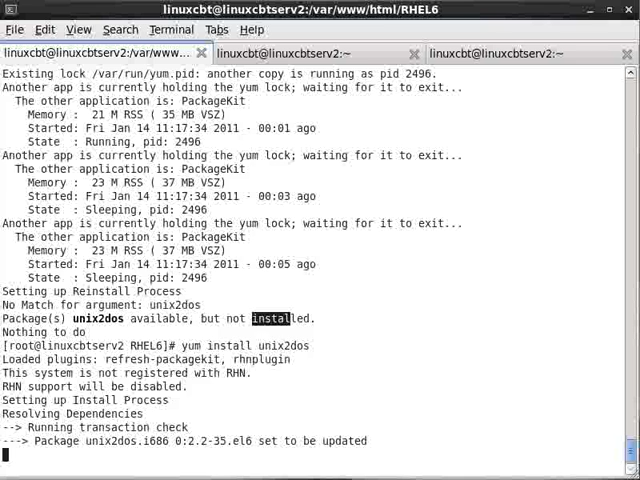 linuxcbt@linuxcbtserv2:/var/www/html/RHEL6
File Edit View Search Terminal Tabs Help
linuxcbt@linuxcbtserv2:/var/www... linuxcbt@linuxcbtserv2:~ linuxcbt@linuxcbtserv2:~
Existing lock /var/run/yum.pid: another copy is running as pid 2496.
Another app is currently holding the yum lock; waiting for it to exit...
The other application is: PackageKit
Memory : 21 M RSS ( 35 MB VSZ)
Started: Fri Jan 14 11:17:34 2011 - 00:01 ago
State : Running, pid: 2496
Another app is currently holding the yum lock; waiting for it to exit...
The other application is: PackageKit
Memory : 23 M RSS ( 37 MB VSZ)
Started: Fri Jan 14 11:17:34 2011 - 00:03 ago
State : Sleeping, pid: 2496
Another app is currently holding the yum lock; waiting for it to exit...
The other application is: PackageKit
Memory : 23 M RSS ( 37 MB VSZ)
Started: Fri Jan 14 11:17:34 2011 - 00:05 ago
State : Sleeping, pid: 2496
Setting up Reinstall Process
No Match for argument: unix2dos
Package(s) unix2dos available, but not installed.
Nothing to do
[root@linuxcbtserv2 RHEL6]# yum install unix2dos
Loaded plugins: refresh-packagekit, rhnplugin
This system is not registered with RHN.
RHN support will be disabled.
Setting up Install Process
Resolving Dependencies
--> Running transaction check
---> Package unix2dos.i686 0:2.2-35.el6 set to be updated